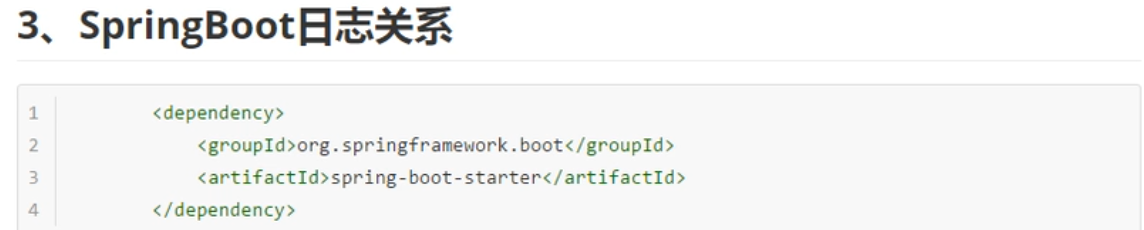 3、SpringBoot日志关系
1 <dependency>
2 <groupId>org.springframework.boot</groupId>
3 <artifactId>spring-boot-starter</artifactId>
4 </dependency>